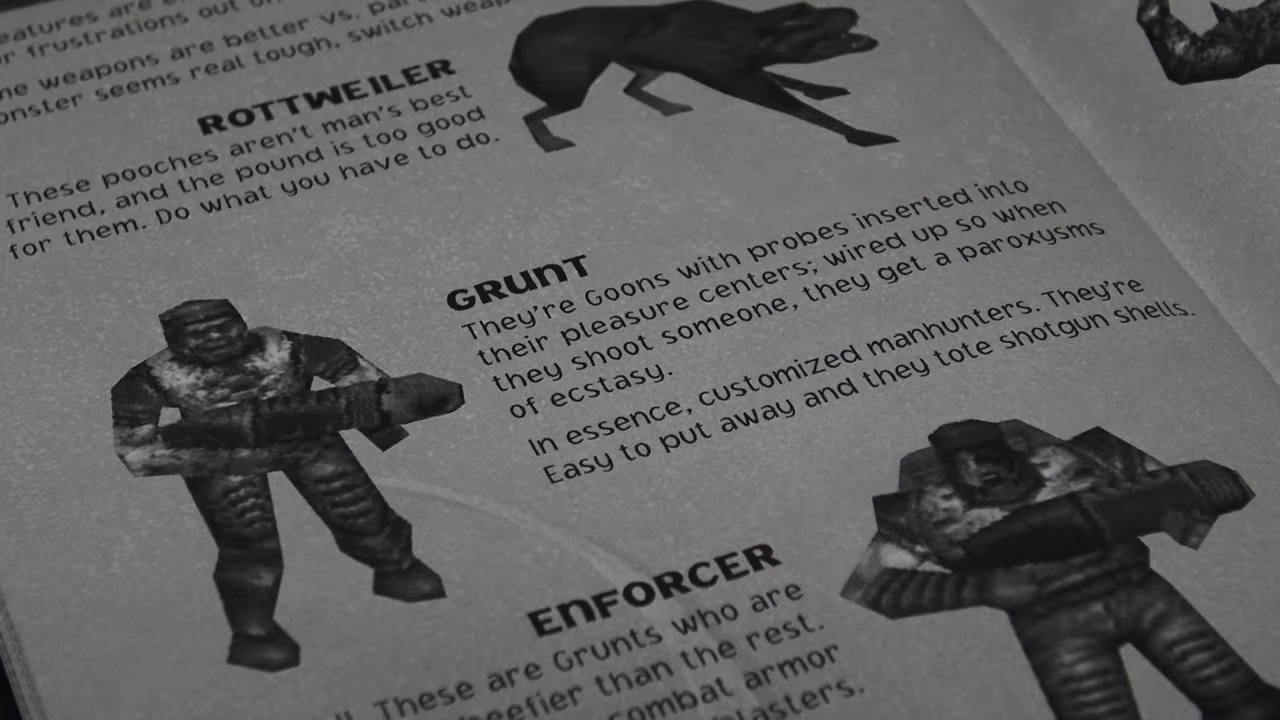 eatures are
r frustrations out
ne weapons are better vs.
onster seems real tough, switch
ROTTWEILER
These pooches aren't man's best
friend, and the pound is too good
for them. Do what you have to do.
GRUNT
They're Goons with probes inserted into
their pleasure centers; wired up so when
they shoot someone, they get a paroxysms
of ecstasy.
In essence, customized manhunters. They're
Easy to put away and they tote shotgun shells.
ENFORCER
These are Grunts who are
beefier than the rest.
combat armor
blasters.